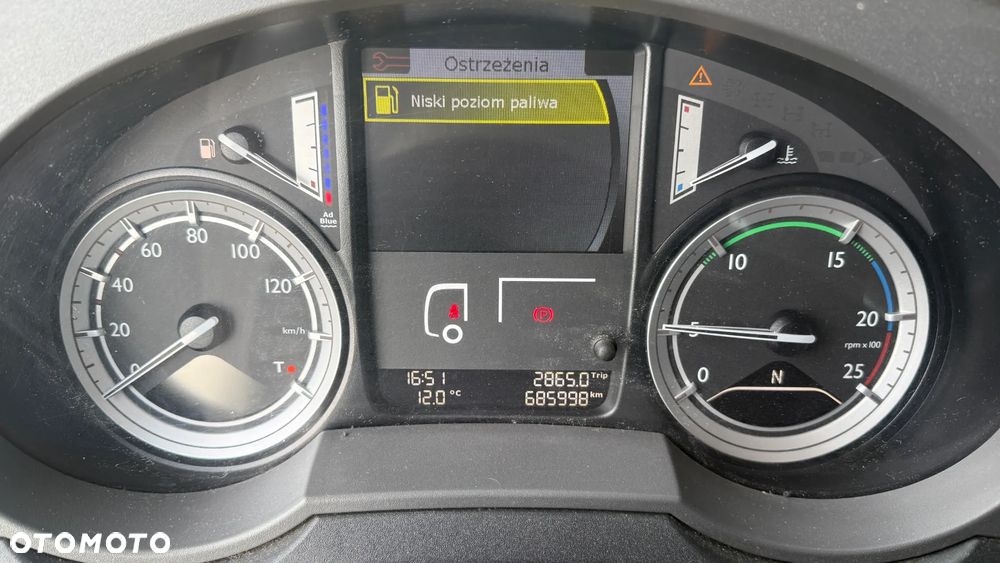 Ostrzeżenia
Niski poziom paliwa
Ad
Blue
0
20
40
60
80
100
120
km/h
T
P
0
5
10
15
20
25
rpm x 100
N
16:51
2865.0 Trip
12.0 °C
685998 km
OTOMOTO